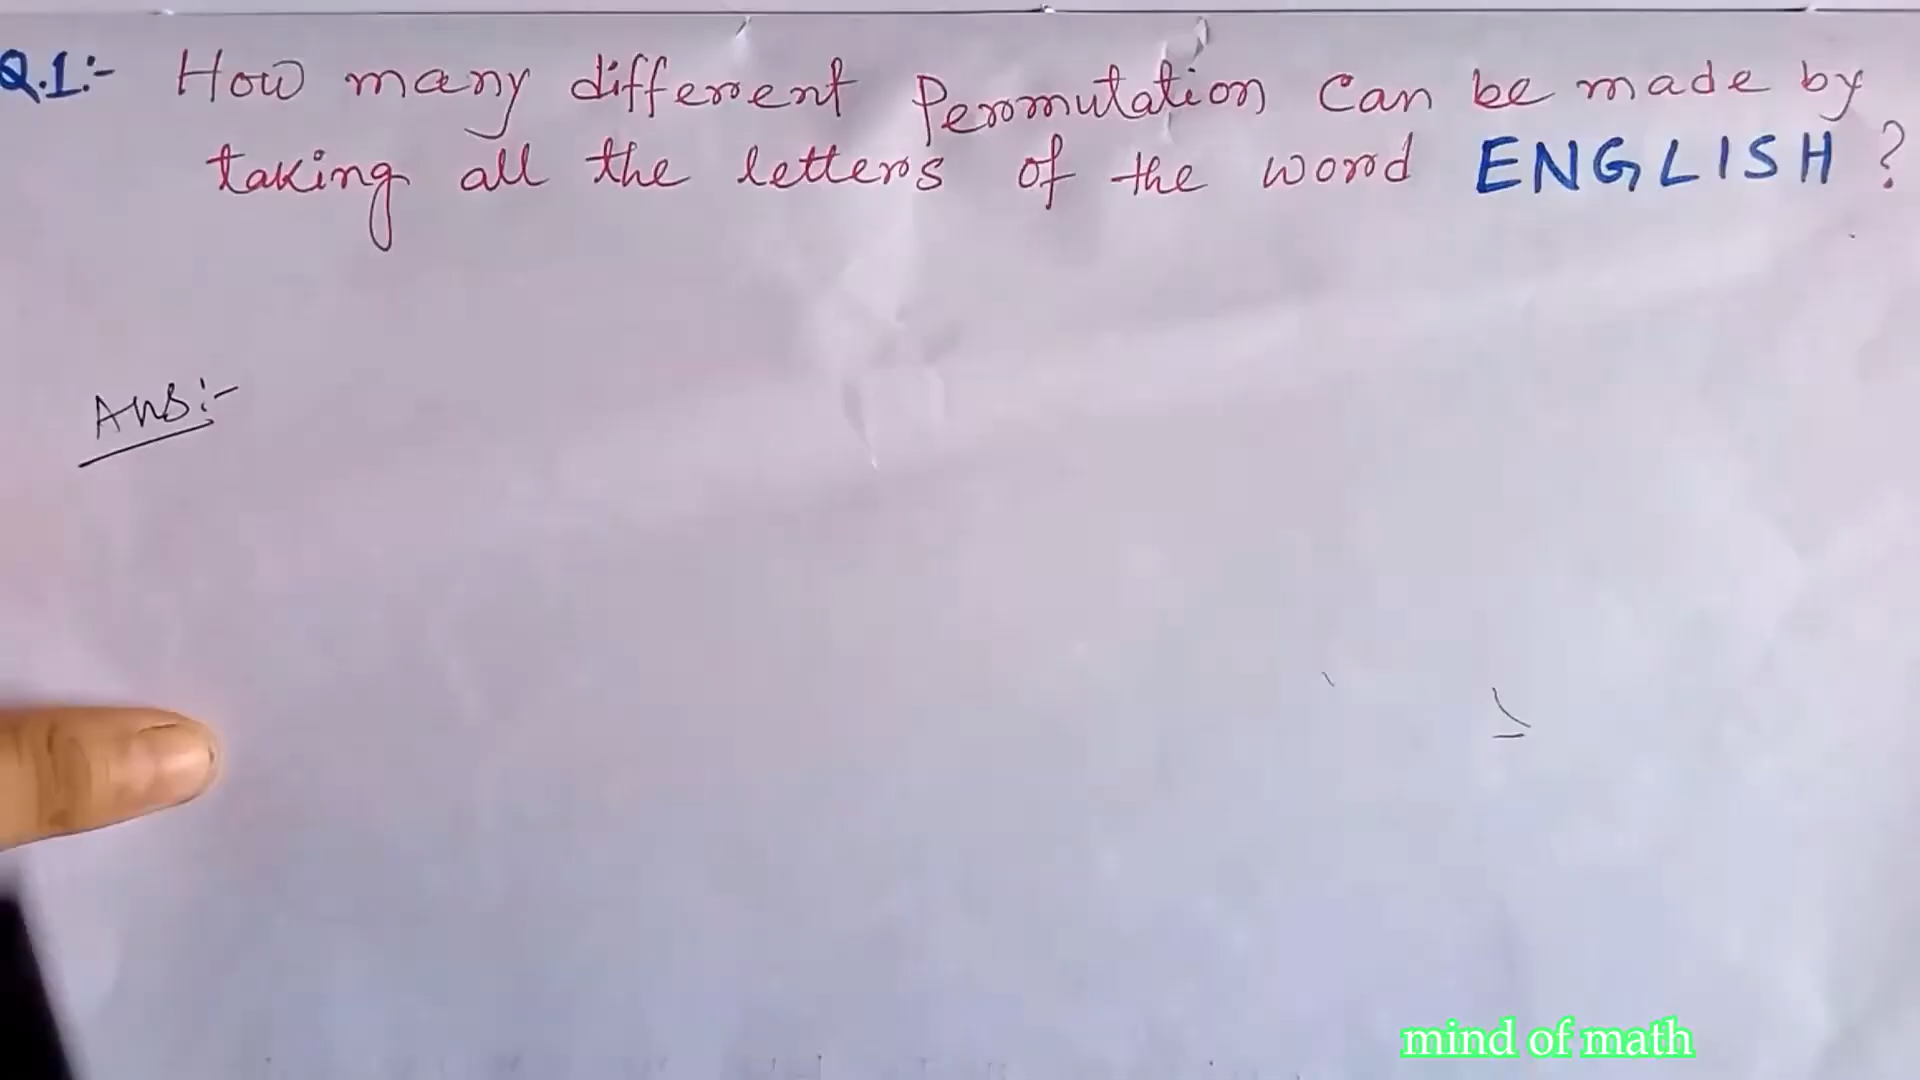 Q.1:- How many different Permutation can be made by
taking all the letters of the word ENGLISH ?
Ans:-
mind of math